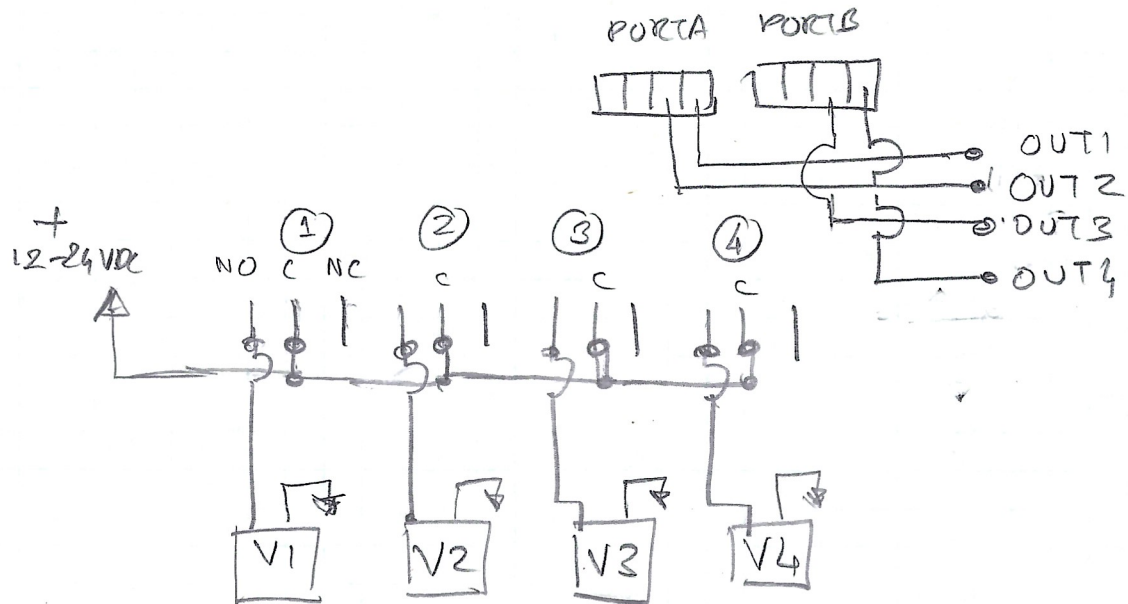 PORTA PORTB
OUT1
OUT2
OUT3
OUT4
+
12-24VDC
1 2 3 4
NO C NC C C C
V1 V2 V3 V4